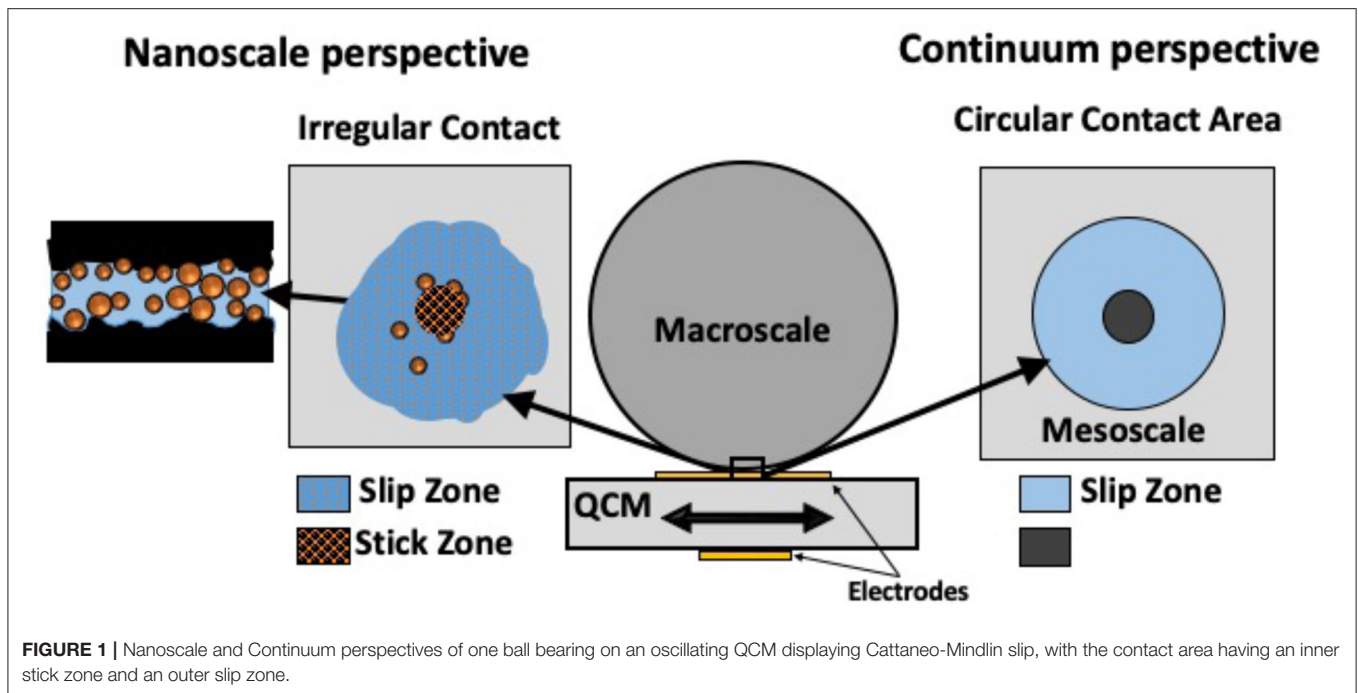 Nanoscale perspective
Continuum perspective
Irregular Contact
Circular Contact Area
Macroscale
Mesoscale
Slip Zone
Stick Zone
QCM
Electrodes
Slip Zone
FIGURE 1 | Nanoscale and Continuum perspectives of one ball bearing on an oscillating QCM displaying Cattaneo-Mindlin slip, with the contact area having an inner
stick zone and an outer slip zone.